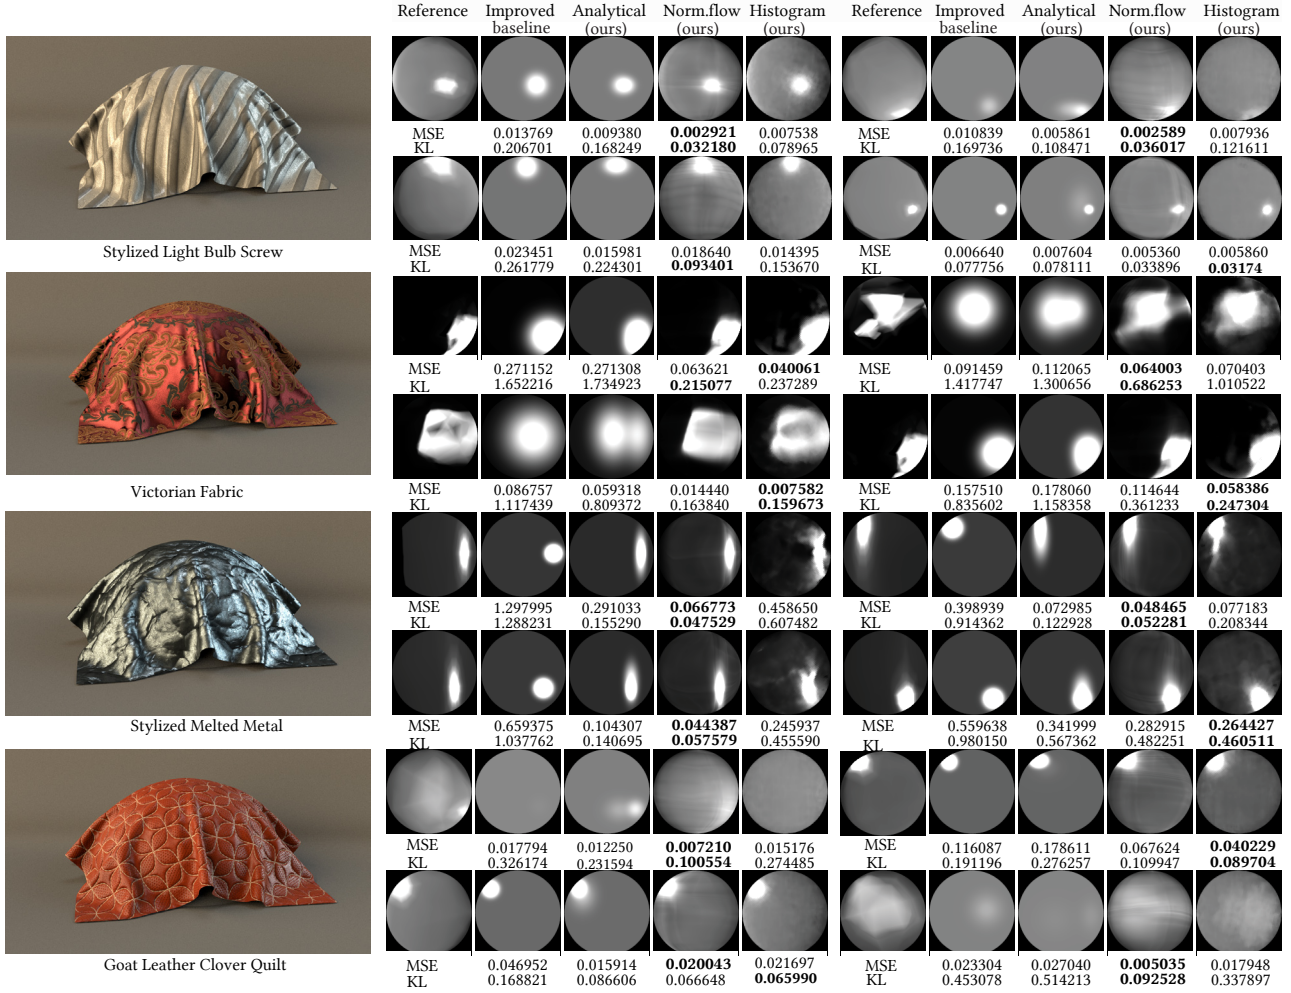 Reference Improved baseline Analytical (ours) Norm.flow (ours) Histogram (ours) Reference Improved baseline Analytical (ours) Norm.flow (ours) Histogram (ours)
MSE 0.013769 0.009380 0.002921 0.007538 MSE 0.010839 0.005861 0.002589 0.007936
KL 0.206701 0.168249 0.032180 0.078965 KL 0.169736 0.108471 0.036017 0.121611
Stylized Light Bulb Screw
MSE 0.023451 0.015981 0.018640 0.014395 MSE 0.006640 0.007604 0.005360 0.005860
KL 0.261779 0.224301 0.093401 0.153670 KL 0.077756 0.078111 0.033896 0.03174
MSE 0.271152 0.271308 0.063621 0.040061 MSE 0.091459 0.112065 0.064003 0.070403
KL 1.652216 1.734923 0.215077 0.237289 KL 1.417747 1.300656 0.686253 1.010522
Victorian Fabric
MSE 0.086757 0.059318 0.014440 0.007582 MSE 0.157510 0.178060 0.114644 0.058386
KL 1.117439 0.809372 0.163840 0.159673 KL 0.835602 1.158358 0.361233 0.247304
MSE 1.297995 0.291033 0.066773 0.458650 MSE 0.398939 0.072985 0.048465 0.077183
KL 1.288231 0.155290 0.047529 0.607482 KL 0.914362 0.122928 0.052281 0.208344
Stylized Melted Metal
MSE 0.659375 0.104307 0.044387 0.245937 MSE 0.559638 0.341999 0.282915 0.264427
KL 1.037762 0.140695 0.057579 0.455590 KL 0.980150 0.567362 0.482251 0.460511
MSE 0.017794 0.012250 0.007210 0.015176 MSE 0.116087 0.178611 0.067624 0.040229
KL 0.326174 0.231594 0.100554 0.274485 KL 0.191196 0.276257 0.109947 0.089704
Goat Leather Clover Quilt
MSE 0.046952 0.015914 0.020043 0.021697 MSE 0.023304 0.027040 0.005035 0.017948
KL 0.168821 0.086606 0.066648 0.065990 KL 0.453078 0.514213 0.092528 0.337897